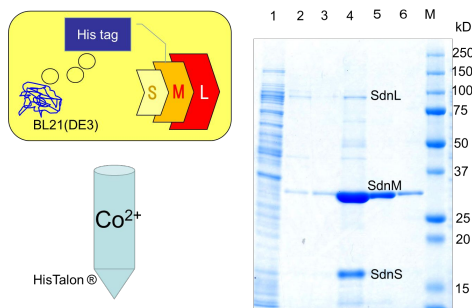 His tag
S M L
BL21(DE3)
Co2+
HisTalon ®
1 2 3 4 5 6 M
kD
250
150
100
75
50
37
25
20
15
SdnL
SdnM
SdnS